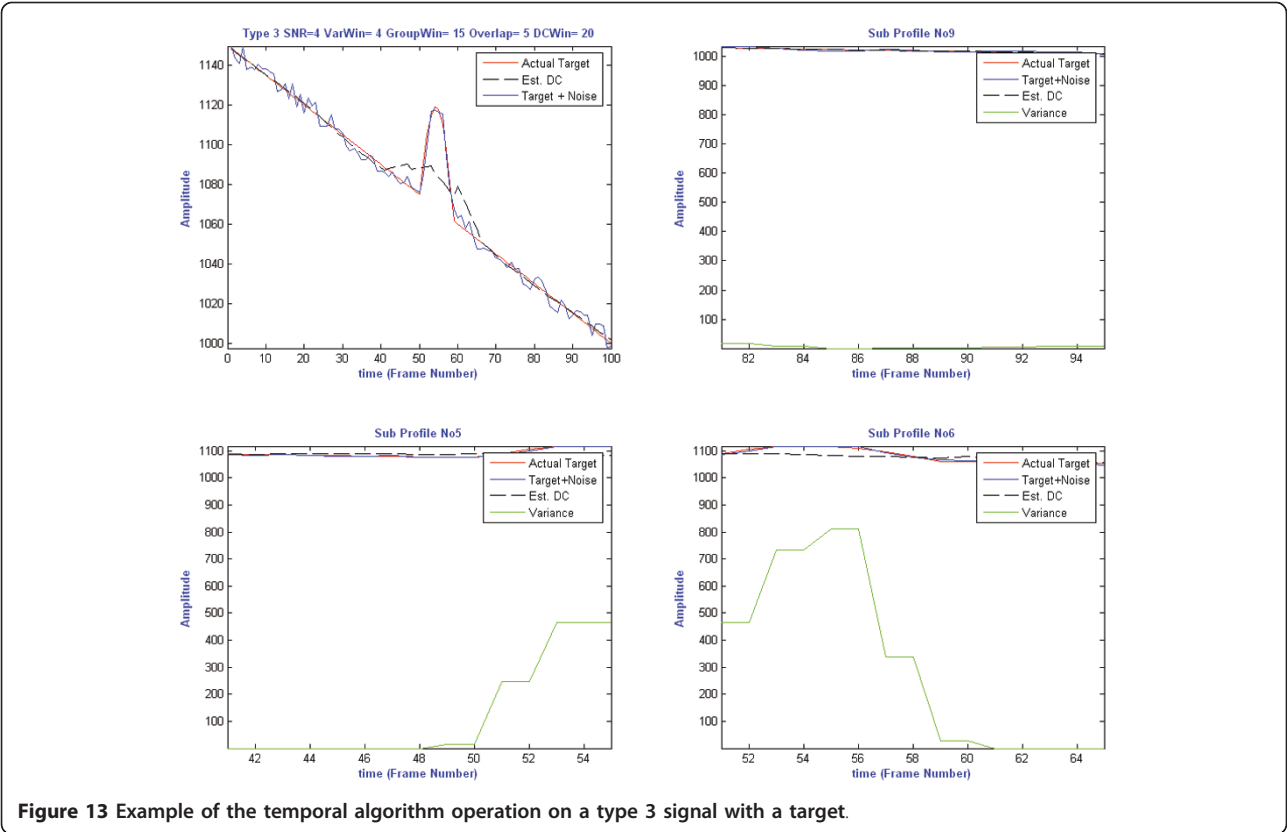 Type 3 SNR=4 VarWin= 4 GroupWin= 15 Overlap= 5 DCWin= 20
Actual Target
Est. DC
Target + Noise
Amplitude
1140
1120
1100
1080
1060
1040
1020
1000
0 10 20 30 40 50 60 70 80 90 100
time (Frame Number)
Sub Profile No9
Actual Target
Target+Noise
Est. DC
Variance
Amplitude
1000
900
800
700
600
500
400
300
200
100
82 84 86 88 90 92 94
time (Frame Number)
Sub Profile No5
Actual Target
Target+Noise
Est. DC
Variance
Amplitude
1100
1000
900
800
700
600
500
400
300
200
100
42 44 46 48 50 52 54
time (Frame Number)
Sub Profile No6
Actual Target
Target+Noise
Est. DC
Variance
Amplitude
1100
1000
900
800
700
600
500
400
300
200
100
52 54 56 58 60 62 64
time (Frame Number)
Figure 13 Example of the temporal algorithm operation on a type 3 signal with a target.